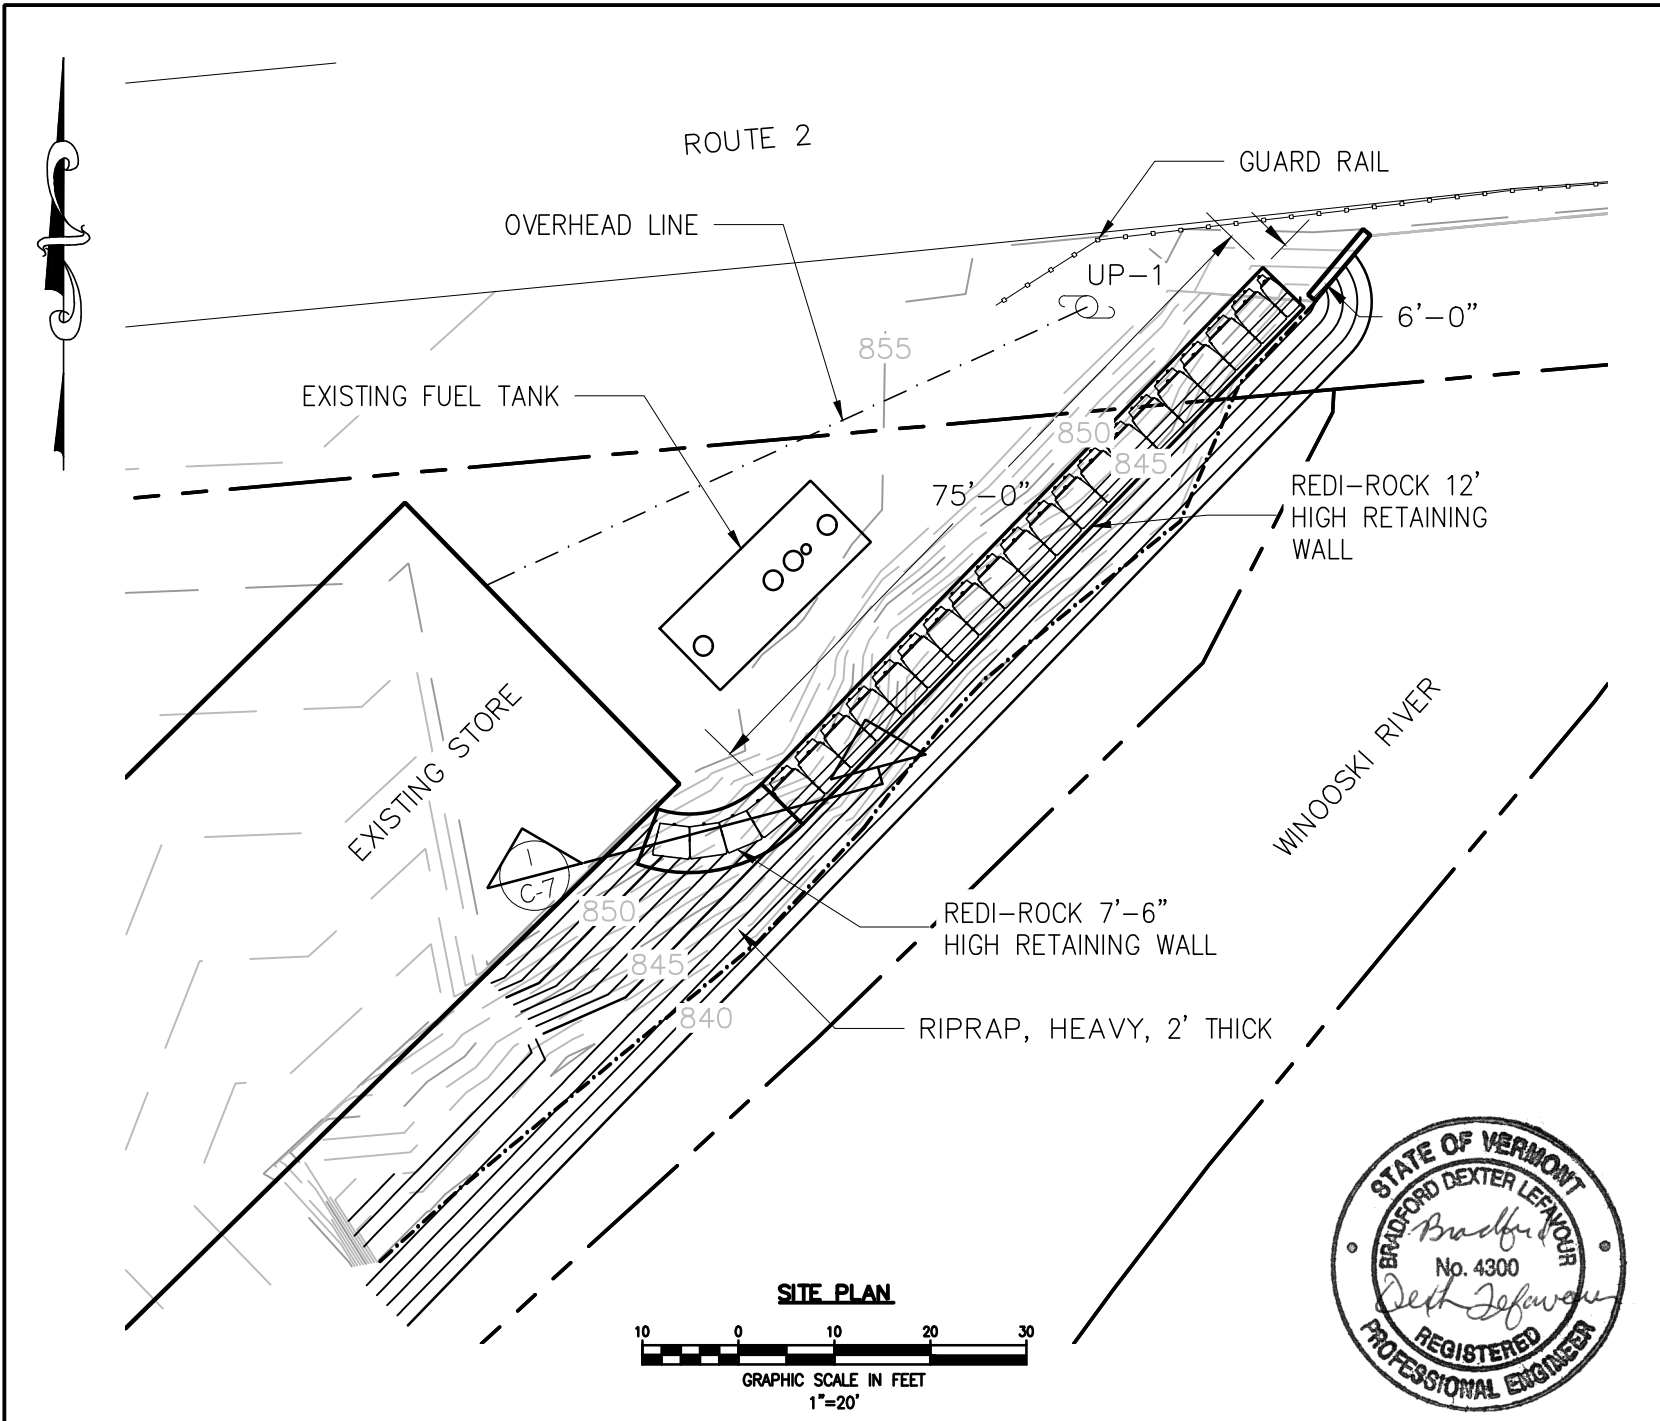 ROUTE 2
GUARD RAIL
OVERHEAD LINE
UP-1
6'-0"
855
EXISTING FUEL TANK
850
845
75'-0"
REDI-ROCK 12'
HIGH RETAINING
WALL
EXISTING STORE
WINOOSKI RIVER
1
C-7
850
REDI-ROCK 7'-6"
HIGH RETAINING WALL
845
840
RIPRAP, HEAVY, 2' THICK
STATE OF VERMONT
BRADFORD DEXTER LEFAVOUR
Bradford
No. 4300
Dexter Lefavour
REGISTERED
PROFESSIONAL ENGINEER
SITE PLAN
10 0 10 20 30
GRAPHIC SCALE IN FEET
1"=20'